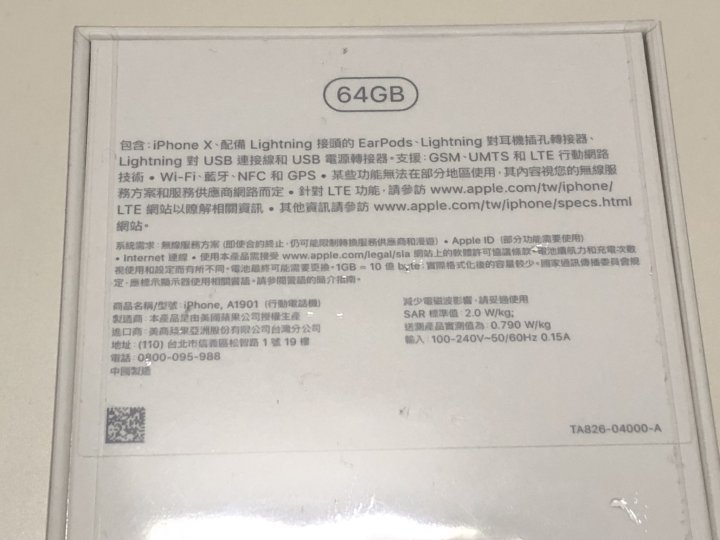 64GB
包含:iPhone X、配備 Lightning 接頭的 EarPods、Lightning 對耳機插孔轉接器、
Lightning 對 USB 連接線和 USB 電源轉接器。支援:GSM、UMTS 和 LTE 行動網路
技術 • Wi-Fi、藍牙、NFC 和 GPS • 某些功能無法在部分地區使用,其內容視您的無線服
務方案和服務供應商網路而定 • 針對 LTE 功能,請參訪 www.apple.com/tw/iphone/
LTE 網站以瞭解相關資訊 • 其他資訊請參訪 www.apple.com/tw/iphone/specs.html
網站。
系統需求:無線服務方案 (即使合約終止,仍可能限制轉換服務供應商和漫遊) • Apple ID (部分功能需要使用)
• Internet 連線 • 使用本產品需接受 www.apple.com/legal/sla 網站上的軟體許可協議條款。電池續航力和充電次數
視使用和設定而有所不同。電池最終可能需要更換。1GB = 10 億 byte;實際格式化後的容量較少。國家通訊傳播委員會規
定,應標示顯示器使用相關警語。請參閱警語的簡介指南。
商品名稱/型號:iPhone, A1901 (行動電話機)
製造商:本產品是由美國蘋果公司授權生產
進口商:美商蘋果亞洲股份有限公司台灣分公司
地址:(110) 台北市信義區松智路 1 號 19 樓
電話:0800-095-988
中國製造
減少電磁波影響,請妥適使用
SAR 標準值 2.0 W/kg;
送測產品實測值為: 0.790 W/kg
輸入:100-240V~50/60Hz 0.15A
TA826-04000-A